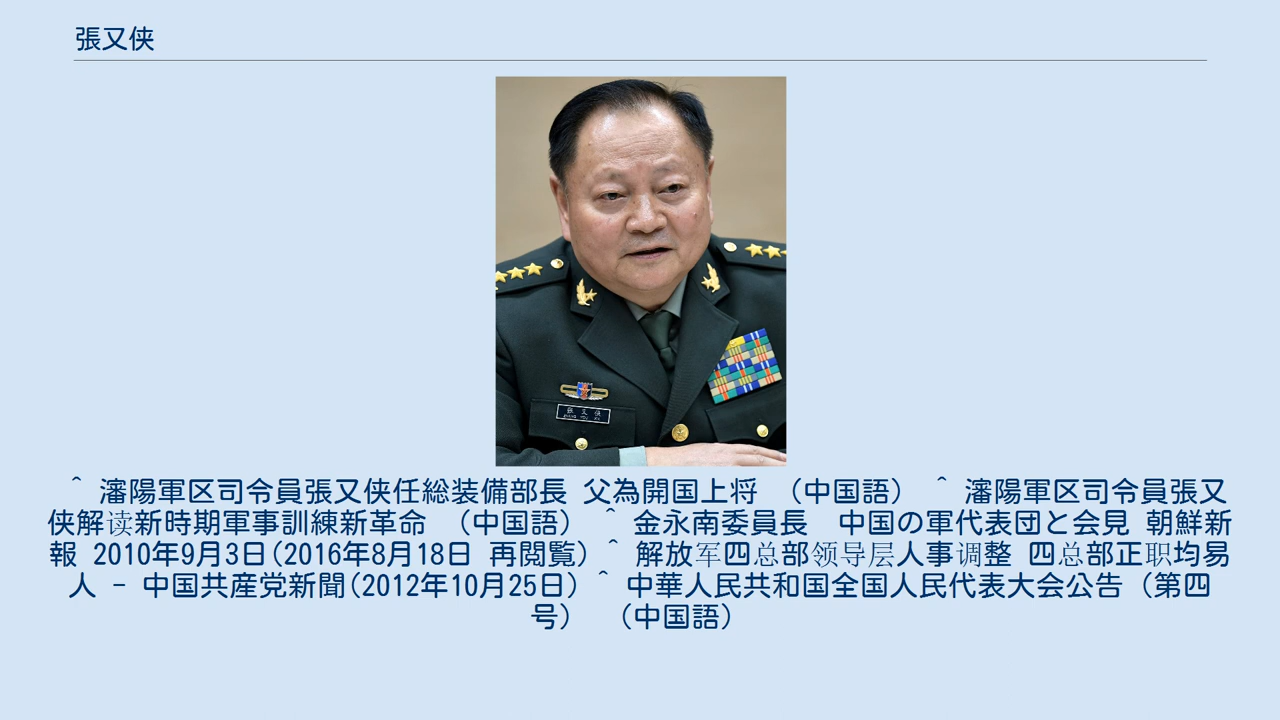 張又侠
張又侠
^ 瀋陽軍区司令員張又侠任総装備部長 父為開国上将 （中国語） ^ 瀋陽軍区司令員張又
侠解读新時期軍事訓練新革命 （中国語） ^ 金永南委員長　中国の軍代表団と会見 朝鮮新
報 2010年9月3日(2016年8月18日 再閲覧) ^ 解放军四总部领导层人事调整 四总部正职均易
人 - 中国共産党新聞(2012年10月25日) ^ 中華人民共和国全国人民代表大会公告（第四
号） （中国語）